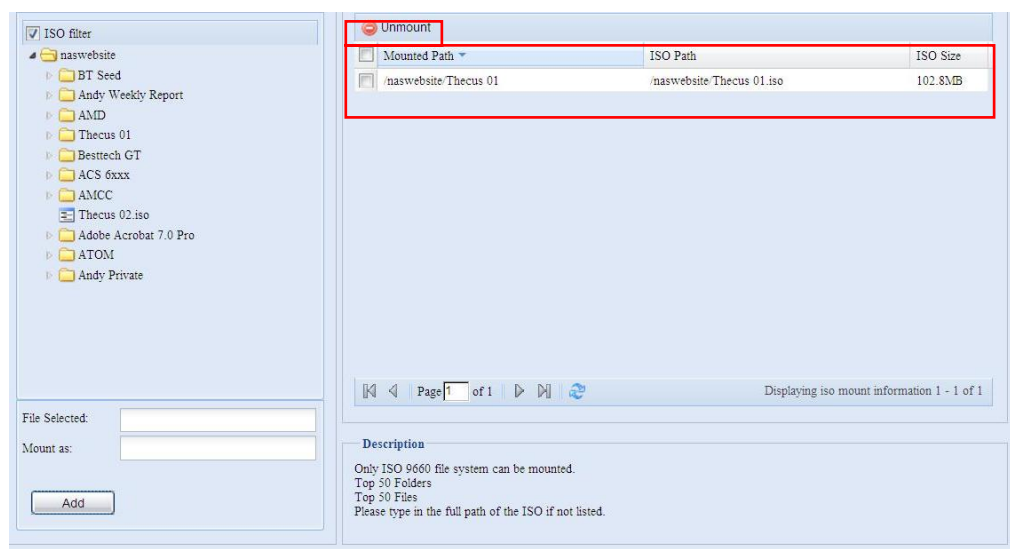 ISO filter
naswebsite
BT Seed
Andy Weekly Report
AMD
Thecus 01
Besttech GT
ACS 6xxx
AMCC
Thecus 02.iso
Adobe Acrobat 7.0 Pro
ATOM
Andy Private
File Selected:
Mount as:
Add
Unmount
Mounted Path ISO Path ISO Size
/naswebsite/Thecus 01 /naswebsite/Thecus 01.iso 102.8MB
Page 1 of 1 Displaying iso mount information 1 - 1 of 1
Description
Only ISO 9660 file system can be mounted.
Top 50 Folders
Top 50 Files
Please type in the full path of the ISO if not listed.